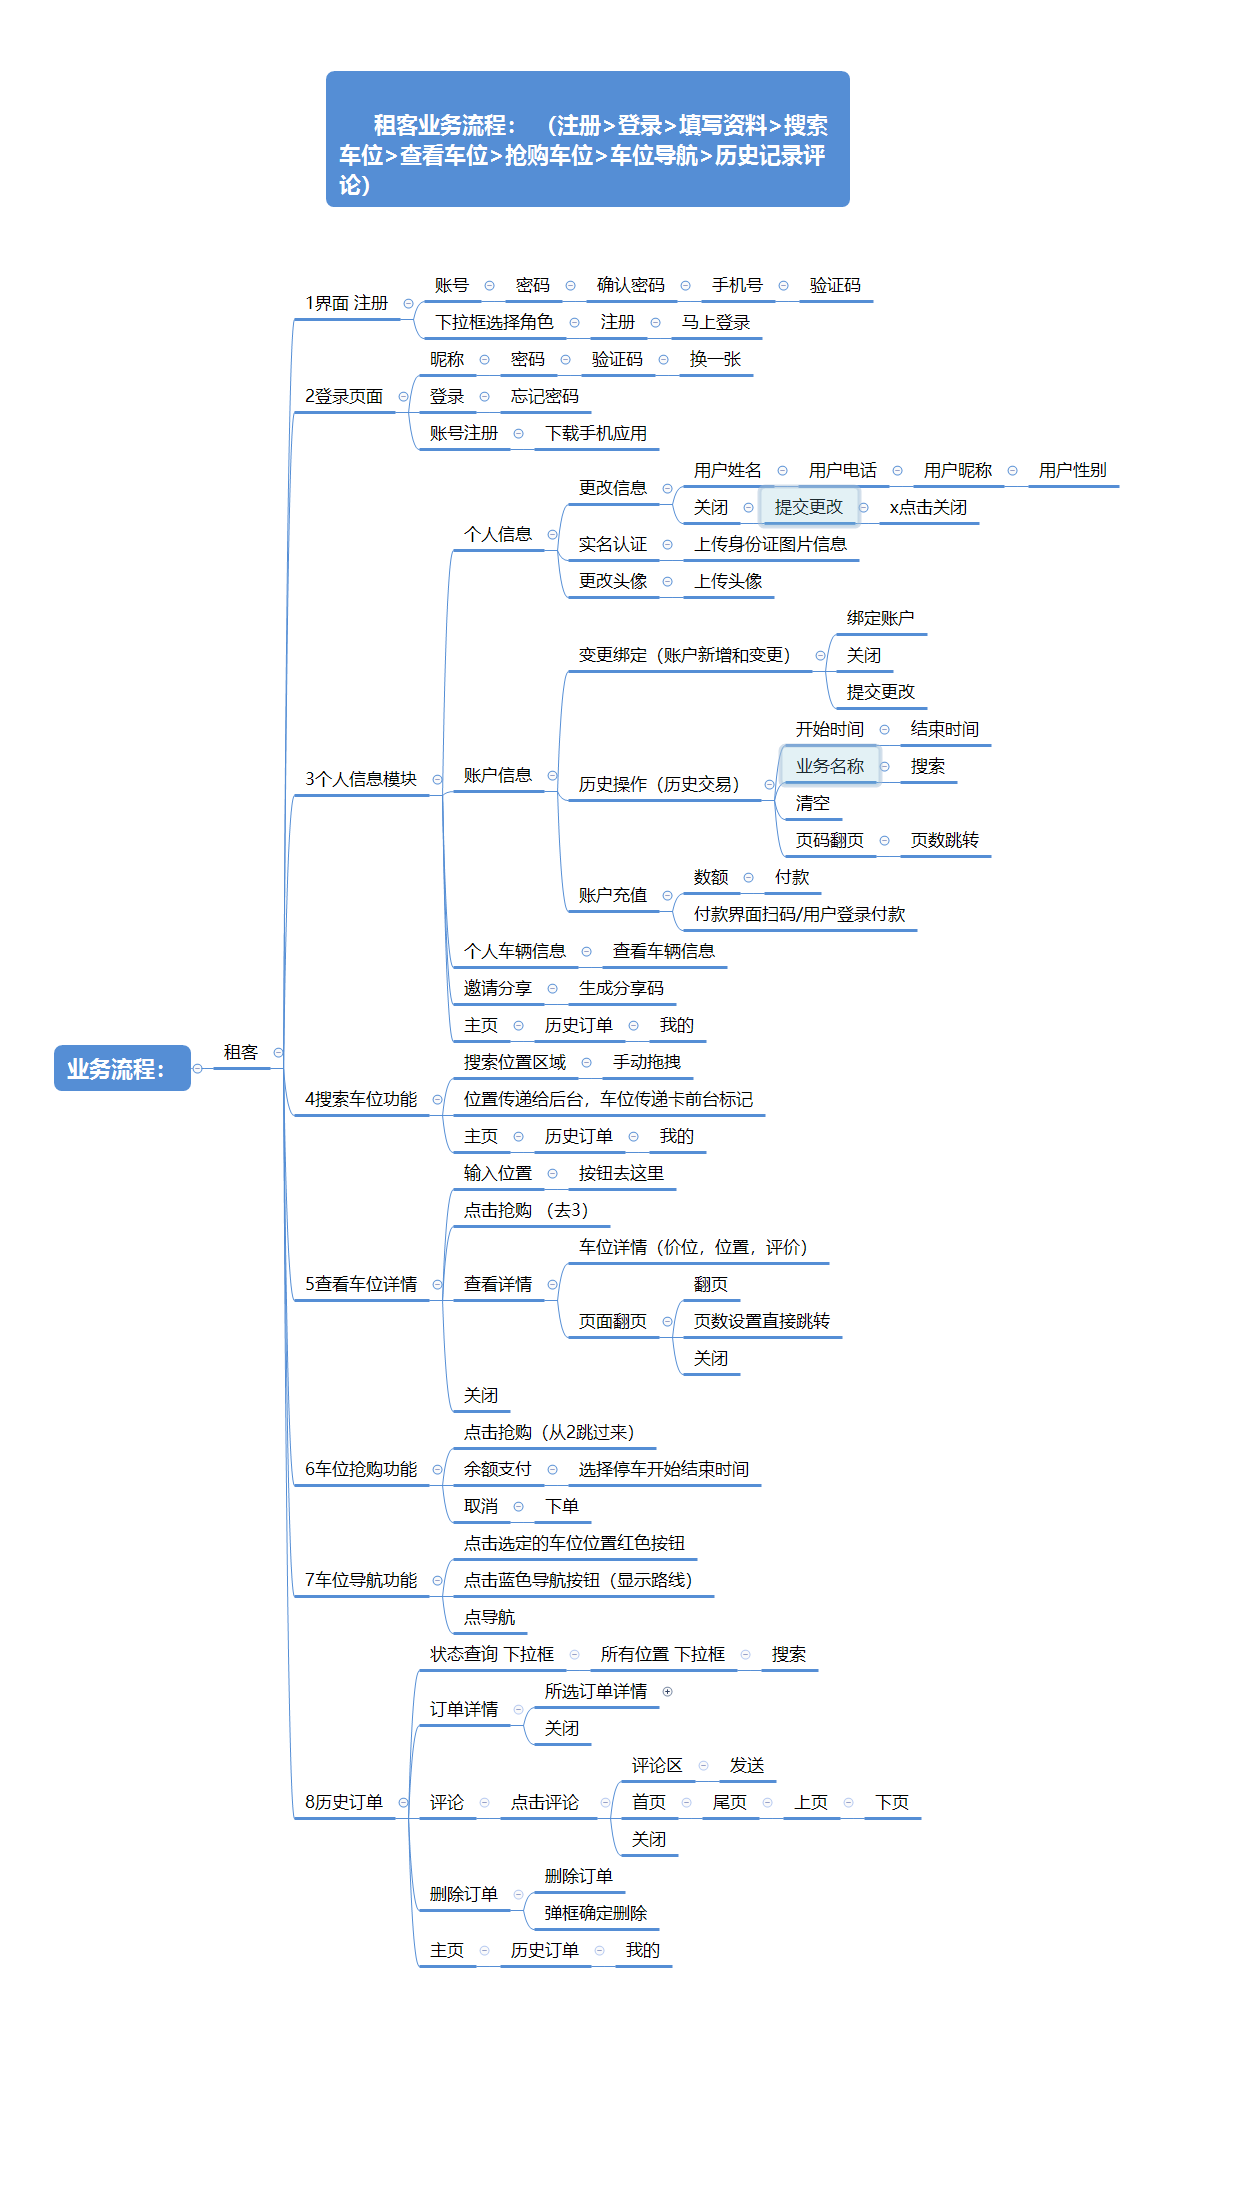 租客业务流程： （注册>登录>填写资料>搜索
车位>查看车位>抢购车位>车位导航>历史记录评
论）
账号 密码 确认密码 手机号 验证码
1界面 注册
下拉框选择角色 注册 马上登录
昵称 密码 验证码 换一张
2登录页面 登录 忘记密码
账号注册 下载手机应用
用户姓名 用户电话 用户昵称 用户性别
更改信息
关闭 提交更改 x点击关闭
个人信息
实名认证 上传身份证图片信息
更改头像 上传头像
绑定账户
变更绑定（账户新增和变更） 关闭
提交更改
开始时间 结束时间
业务名称 搜索
3个人信息模块 账户信息 历史操作（历史交易）
清空
页码翻页 页数跳转
数额 付款
账户充值
付款界面扫码/用户登录付款
个人车辆信息 查看车辆信息
邀请分享 生成分享码
主页 历史订单 我的
业务流程： 租客
搜索位置区域 手动拖拽
4搜索车位功能 位置传递给后台，车位传递卡前台标记
主页 历史订单 我的
输入位置 按钮去这里
点击抢购 （去3）
车位详情（价位，位置，评价）
5查看车位详情 查看详情 翻页
页面翻页 页数设置直接跳转
关闭
关闭
点击抢购（从2跳过来）
6车位抢购功能 余额支付 选择停车开始结束时间
取消 下单
点击选定的车位位置红色按钮
7车位导航功能 点击蓝色导航按钮（显示路线）
点导航
状态查询 下拉框 所有位置 下拉框 搜索
所选订单详情
订单详情
关闭
评论区 发送
8历史订单 评论 点击评论 首页 尾页 上页 下页
关闭
删除订单
删除订单
弹框确定删除
主页 历史订单 我的